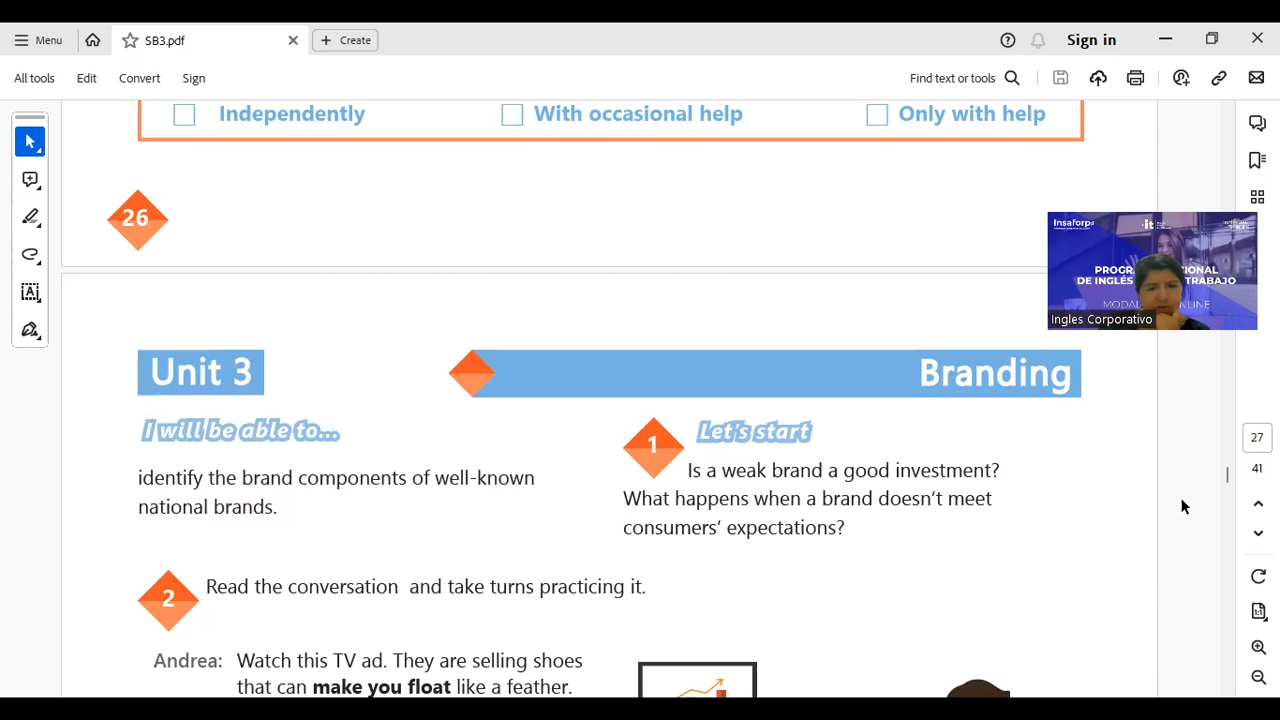 Menu
SB3.pdf
Create
Sign in
All tools
Edit
Convert
Sign
Find text or tools
Independently
With occasional help
Only with help
26
Insaforp
it
PROGR IONAL
DE INGLÉS TRABAJO
MODAL NLINE
Ingles Corporativo
Unit 3
Branding
I will be able to...
identify the brand components of well-known
national brands.
1
Let's start
Is a weak brand a good investment?
What happens when a brand doesn't meet
consumers' expectations?
27
41
2
Read the conversation and take turns practicing it.
Andrea: Watch this TV ad. They are selling shoes
that can make you float like a feather.